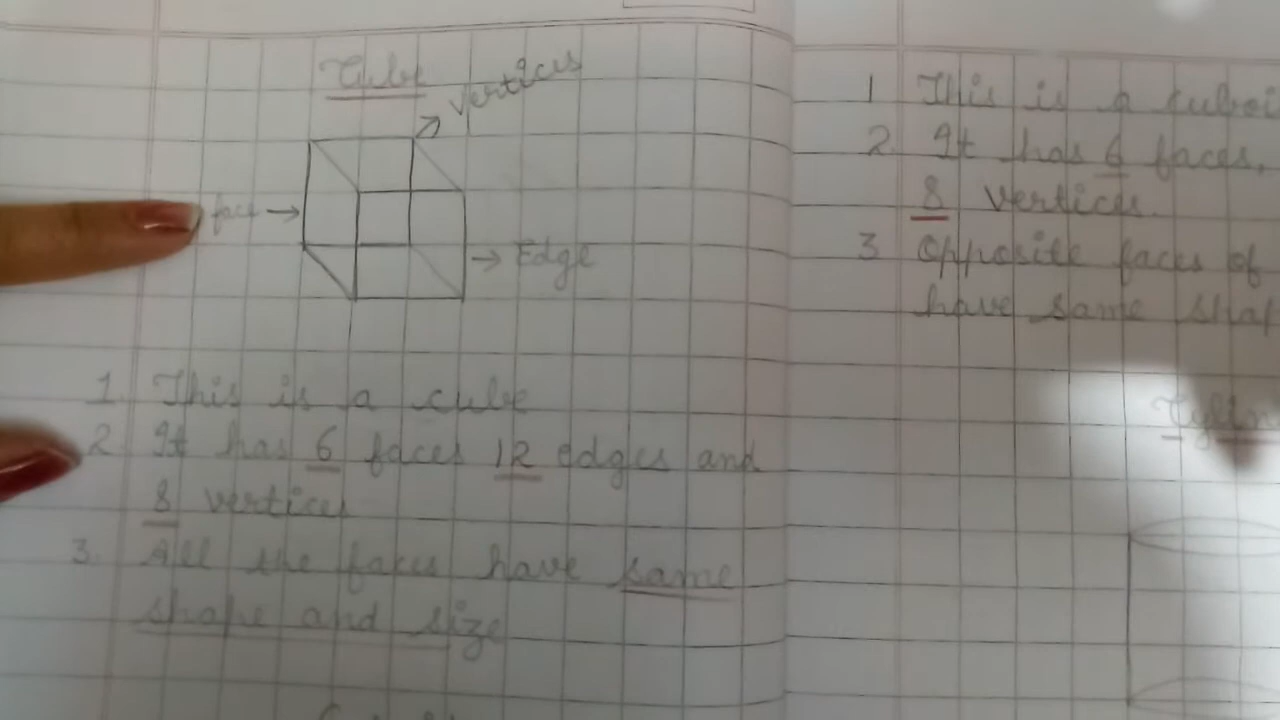 Cube
vertices
face
Edge
1. This is a cube
2. It has 6 faces 12 edges and
8 vertices
3. All the faces have same
shape and size
1 This is a
2. It has 6 faces,
8 vertices.
3 Opposite faces of
have same